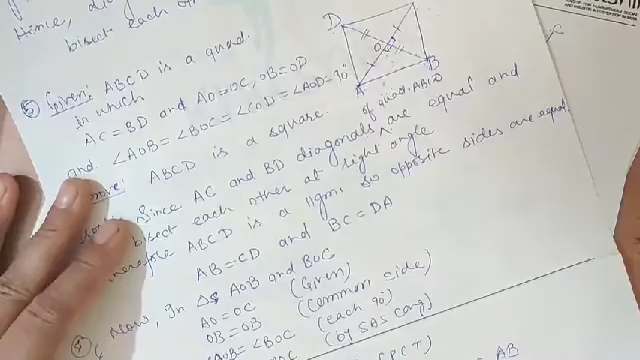 Hence, diag
bisect each ot
D
O
A
B
⑤ Given: ABCD is a quad.
in which
AC = BD and AO = OC, OB = OD
and ∠AOB = ∠BOC = ∠COD = ∠AOD = 90°
ove: ABCD is a square.
Since AC and BD diagonals ^ of quad. ABCD are equal and
bisect each other at right angle
Therefore ABCD is a ||gm. so opposite sides are equal.
AB = CD and BC = DA
Now, In Δs AOB and BOC
AO = OC (Given)
OB = OB (common side)
∠AOB = ∠BOC (each 90°)
(by SAS cong)
AB